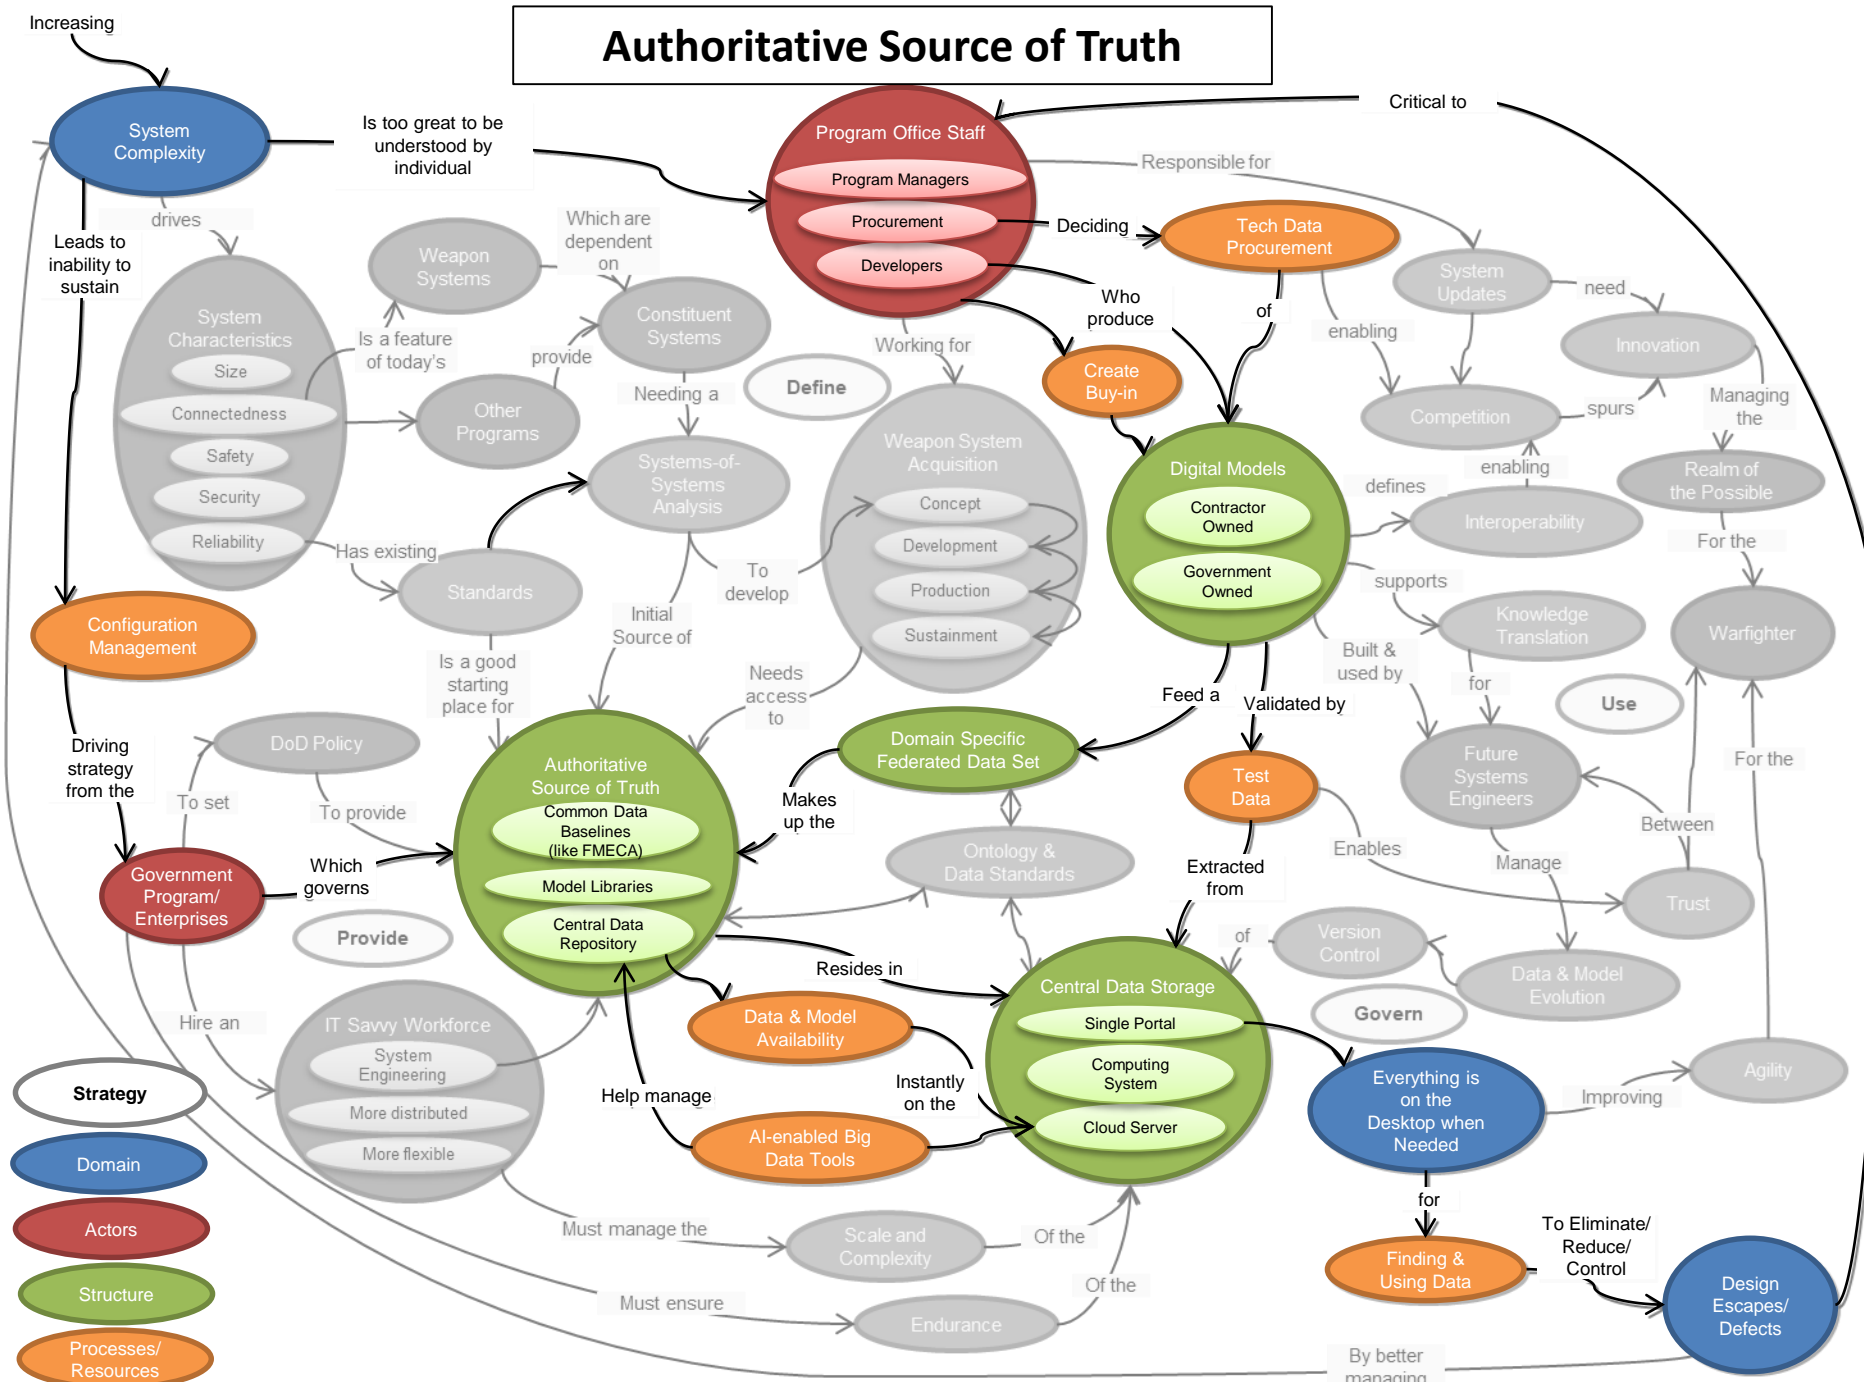 Increasing
Authoritative Source of Truth
Critical to
System
Complexity
Is too great to be
understood by
individual
Program Office Staff
Program Managers
Procurement
Developers
Responsible for
Deciding
Tech Data
Procurement
drives
Leads to
inability to
sustain
Weapon
Systems
Which are
dependent
on
System
Updates
need
Who
produce
of
enabling
System
Characteristics
Size
Connectedness
Safety
Security
Reliability
Is a feature
of today's
provide
Constituent
Systems
Working for
Innovation
Create
Buy-in
Define
Needing a
Other
Programs
Competition
spurs
Managing
the
Weapon System
Acquisition
Concept
Development
Production
Sustainment
Systems-of-
Systems
Analysis
Digital Models
Contractor
Owned
Government
Owned
enabling
defines
Interoperability
Realm of
the Possible
For the
Has existing
Standards
To
develop
supports
Knowledge
Translation
Warfighter
Configuration
Management
Initial
Source of
Is a good
starting
place for
Needs
access
to
Built &
used by
for
Use
Feed a
Validated by
DoD Policy
Driving
strategy
from the
To set
To provide
Authoritative
Source of Truth
Common Data
Baselines
(like FMECA)
Model Libraries
Central Data
Repository
Domain Specific
Federated Data Set
Makes
up the
Test
Data
Future
Systems
Engineers
For the
Between
Enables
Manage
Ontology &
Data Standards
Extracted
from
Government
Program/
Enterprises
Which
governs
Provide
Trust
Version
Control
of
Data & Model
Evolution
Resides in
Central Data Storage
Single Portal
Computing
System
Cloud Server
Govern
Hire an
IT Savvy Workforce
System
Engineering
More distributed
More flexible
Data & Model
Availability
Instantly
on the
Help manage
AI-enabled Big
Data Tools
Everything is
on the
Desktop when
Needed
Improving
Agility
Strategy
Domain
Actors
Structure
Processes/
Resources
for
Must manage the
Scale and
Complexity
Of the
Finding &
Using Data
To Eliminate/
Reduce/
Control
Design
Escapes/
Defects
Must ensure
Endurance
Of the
By better
managing